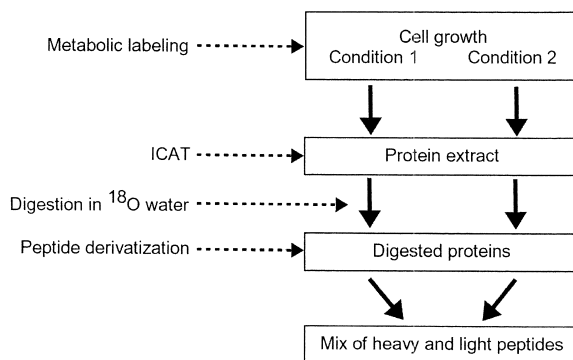 Cell growth
Metabolic labeling
Condition 1 Condition 2
ICAT
Protein extract
Digestion in 18O water
Peptide derivatization
Digested proteins
Mix of heavy and light peptides